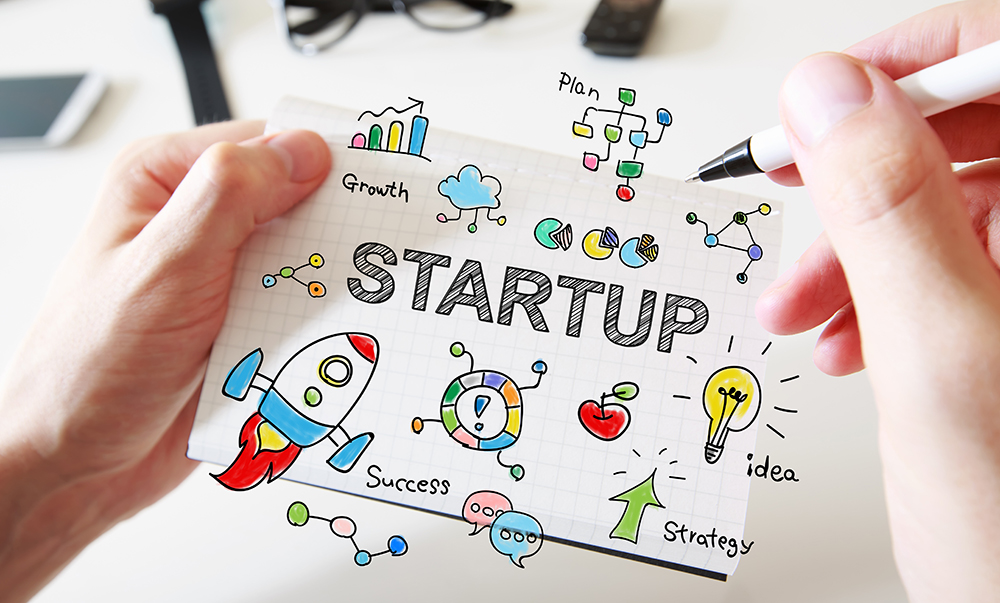 Plan
Growth
STARTUP
idea
Success
Strategy